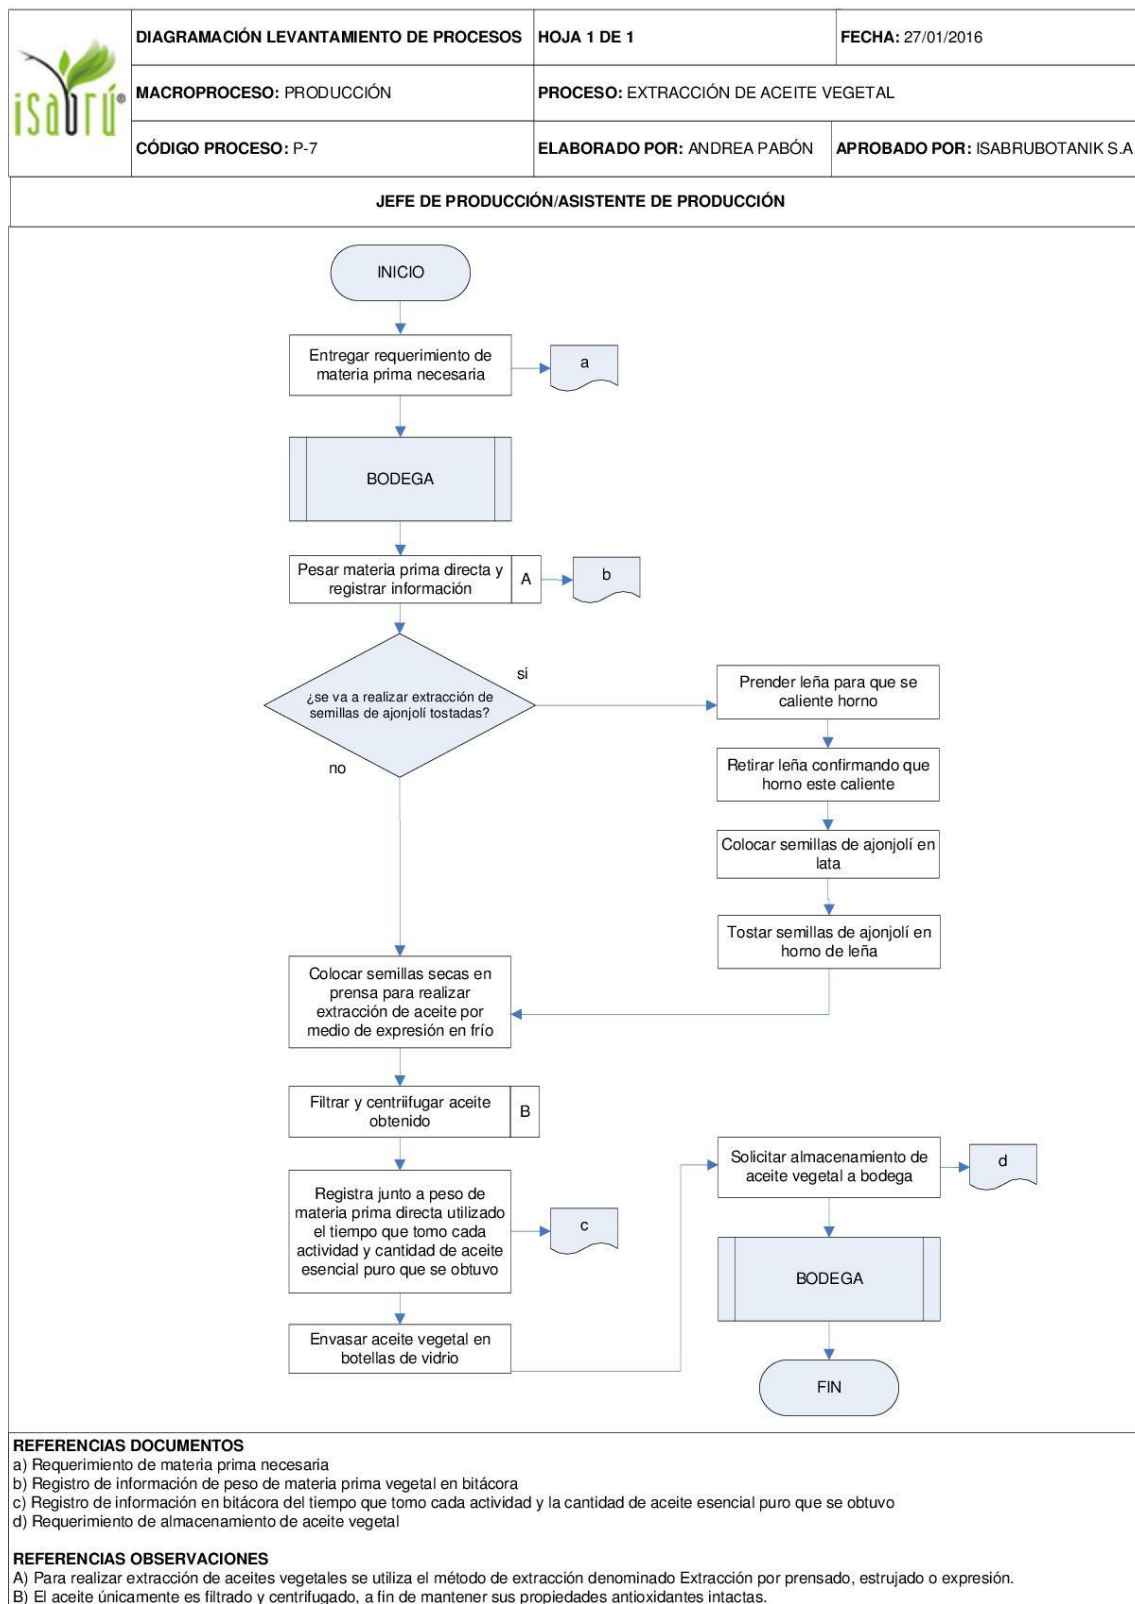 isabrú®
DIAGRAMACIÓN LEVANTAMIENTO DE PROCESOS
HOJA 1 DE 1
FECHA: 27/01/2016
MACROPROCESO: PRODUCCIÓN
PROCESO: EXTRACCIÓN DE ACEITE VEGETAL
CÓDIGO PROCESO: P-7
ELABORADO POR: ANDREA PABÓN
APROBADO POR: ISABRUBOTANIK S.A
JEFE DE PRODUCCIÓN/ASISTENTE DE PRODUCCIÓN
INICIO
Entregar requerimiento de
materia prima necesaria
a
BODEGA
Pesar materia prima directa y
registrar información
A
b
¿se va a realizar extracción de
semillas de ajonjolí tostadas?
si
no
Prender leña para que se
caliente horno
Retirar leña confirmando que
horno este caliente
Colocar semillas de ajonjolí en
lata
Tostar semillas de ajonjolí en
horno de leña
Colocar semillas secas en
prensa para realizar
extracción de aceite por
medio de expresión en frío
Filtrar y centriifugar aceite
obtenido
B
Registra junto a peso de
materia prima directa utilizado
el tiempo que tomo cada
actividad y cantidad de aceite
esencial puro que se obtuvo
c
Envasar aceite vegetal en
botellas de vidrio
Solicitar almacenamiento de
aceite vegetal a bodega
d
BODEGA
FIN
REFERENCIAS DOCUMENTOS
a) Requerimiento de materia prima necesaria
b) Registro de información de peso de materia prima vegetal en bitácora
c) Registro de información en bitácora del tiempo que tomo cada actividad y la cantidad de aceite esencial puro que se obtuvo
d) Requerimiento de almacenamiento de aceite vegetal
REFERENCIAS OBSERVACIONES
A) Para realizar extracción de aceites vegetales se utiliza el método de extracción denominado Extracción por prensado, estrujado o expresión.
B) El aceite únicamente es filtrado y centrifugado, a fin de mantener sus propiedades antioxidantes intactas.